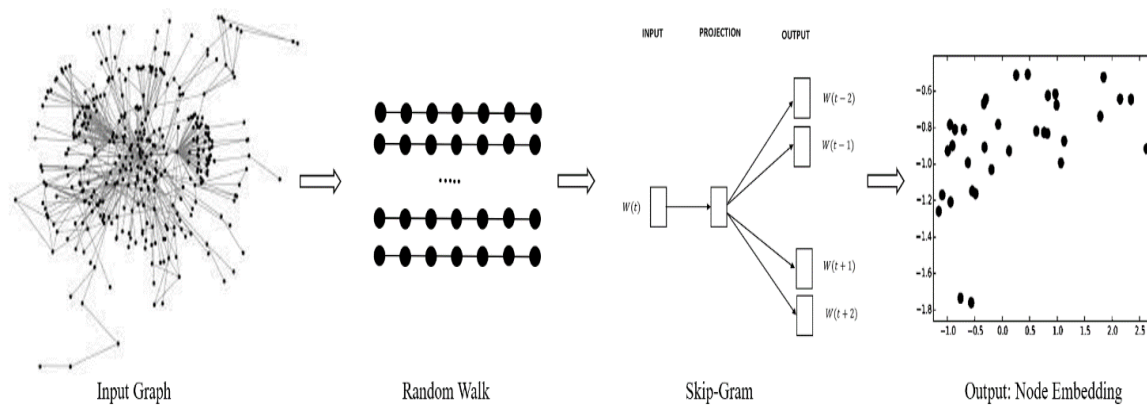 INPUT PROJECTION OUTPUT
W(t)
W(t−2)
W(t−1)
W(t+1)
W(t+2)
−0.6
−0.8
−1.0
−1.2
−1.4
−1.6
−1.8
−1.0 −0.5 0.0 0.5 1.0 1.5 2.0 2.5
Input Graph
Random Walk
Skip-Gram
Output: Node Embedding